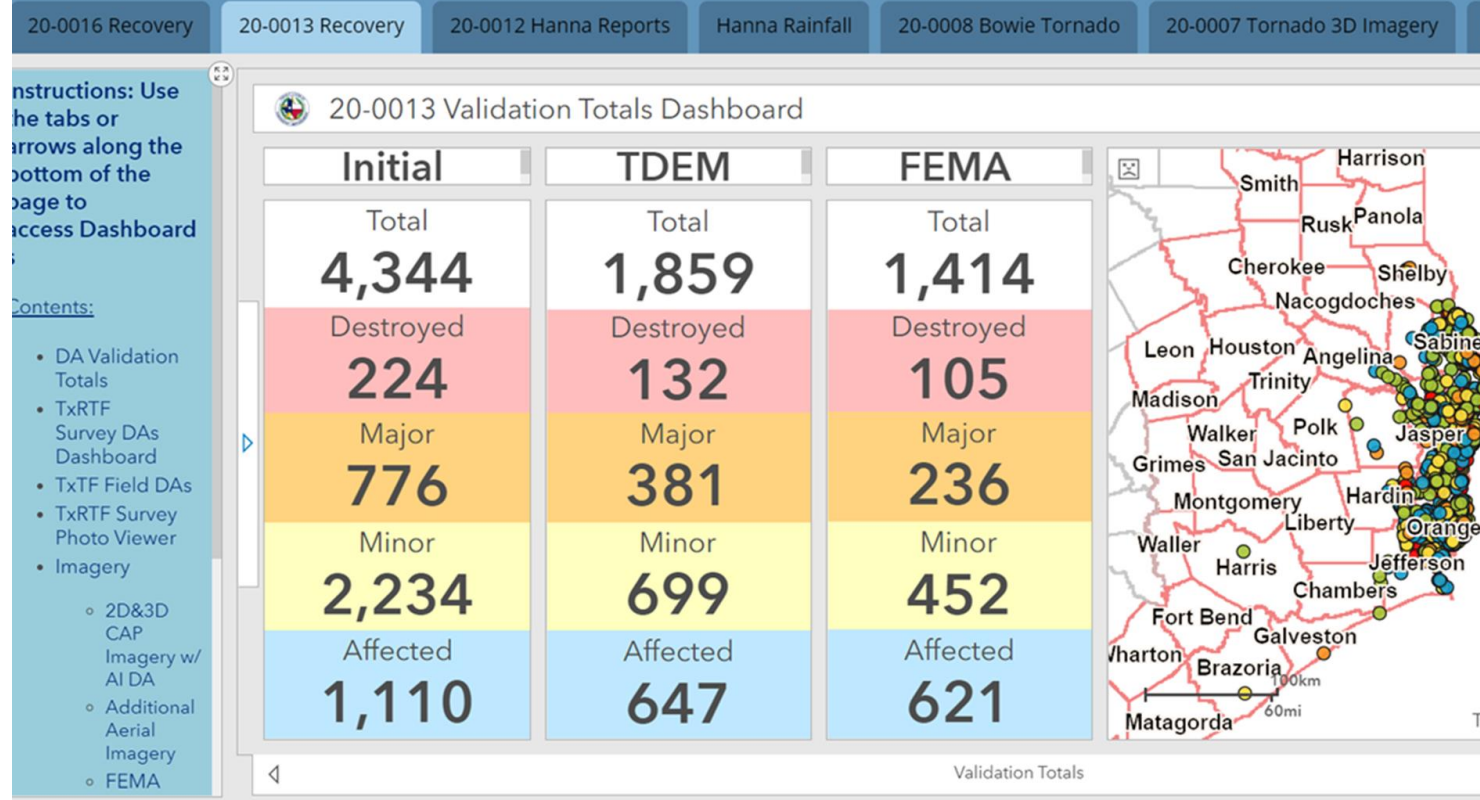 20-0016 Recovery
20-0013 Recovery
20-0012 Hanna Reports
Hanna Rainfall
20-0008 Bowie Tornado
20-0007 Tornado 3D Imagery
nstructions: Use
the tabs or
arrows along the
bottom of the
page to
access Dashboard
s
Contents:
• DA Validation
Totals
• TxRTF
Survey DAs
Dashboard
• TxTF Field DAs
• TxRTF Survey
Photo Viewer
• Imagery
◦ 2D&3D
CAP
Imagery w/
AI DA
◦ Additional
Aerial
Imagery
◦ FEMA
20-0013 Validation Totals Dashboard
Initial
Total
4,344
Destroyed
224
Major
776
Minor
2,234
Affected
1,110
TDEM
Total
1,859
Destroyed
132
Major
381
Minor
699
Affected
647
FEMA
Total
1,414
Destroyed
105
Major
236
Minor
452
Affected
621
Harrison
Smith
Rusk
Panola
Cherokee
Shelby
Nacogdoches
Leon
Houston
Angelina
Sabine
Trinity
Madison
Walker
Polk
Jasper
Grimes
San Jacinto
Montgomery
Hardin
Liberty
Orange
Waller
Harris
Jefferson
Chambers
Fort Bend
Galveston
Wharton
Brazoria
100km
60mi
Matagorda
T
Validation Totals